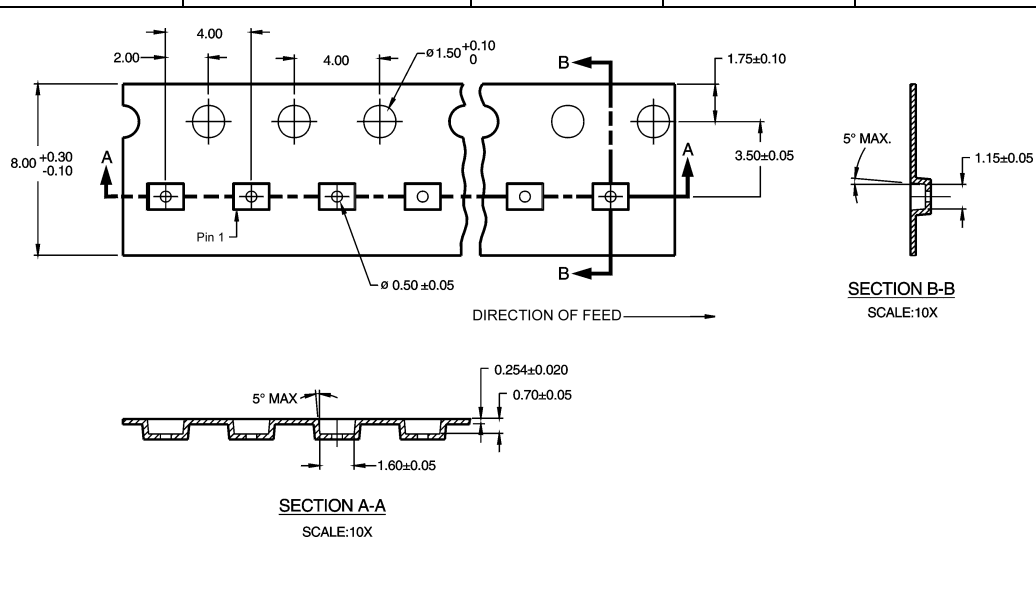 4.00
2.00
4.00
ø1.50 +0.10
0
B
1.75±0.10
8.00 +0.30
-0.10
A
A
3.50±0.05
5° MAX.
1.15±0.05
Pin 1
B
ø 0.50 ±0.05
DIRECTION OF FEED
SECTION B-B
SCALE:10X
0.254±0.020
5° MAX
0.70±0.05
1.60±0.05
SECTION A-A
SCALE:10X